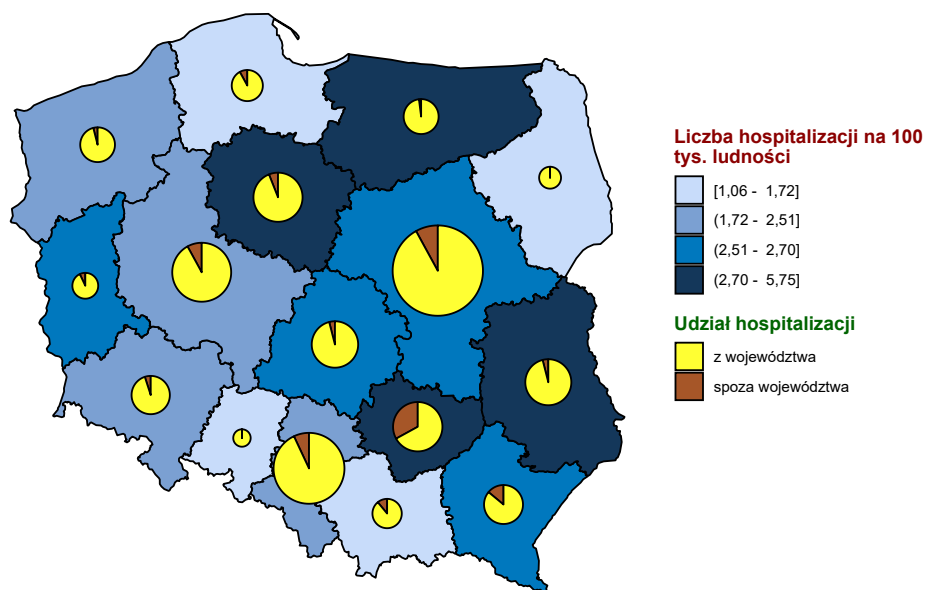 Liczba hospitalizacji na 100
tys. ludności
[1,06 - 1,72]
(1,72 - 2,51]
(2,51 - 2,70]
(2,70 - 5,75]
Udział hospitalizacji
z województwa
spoza województwa